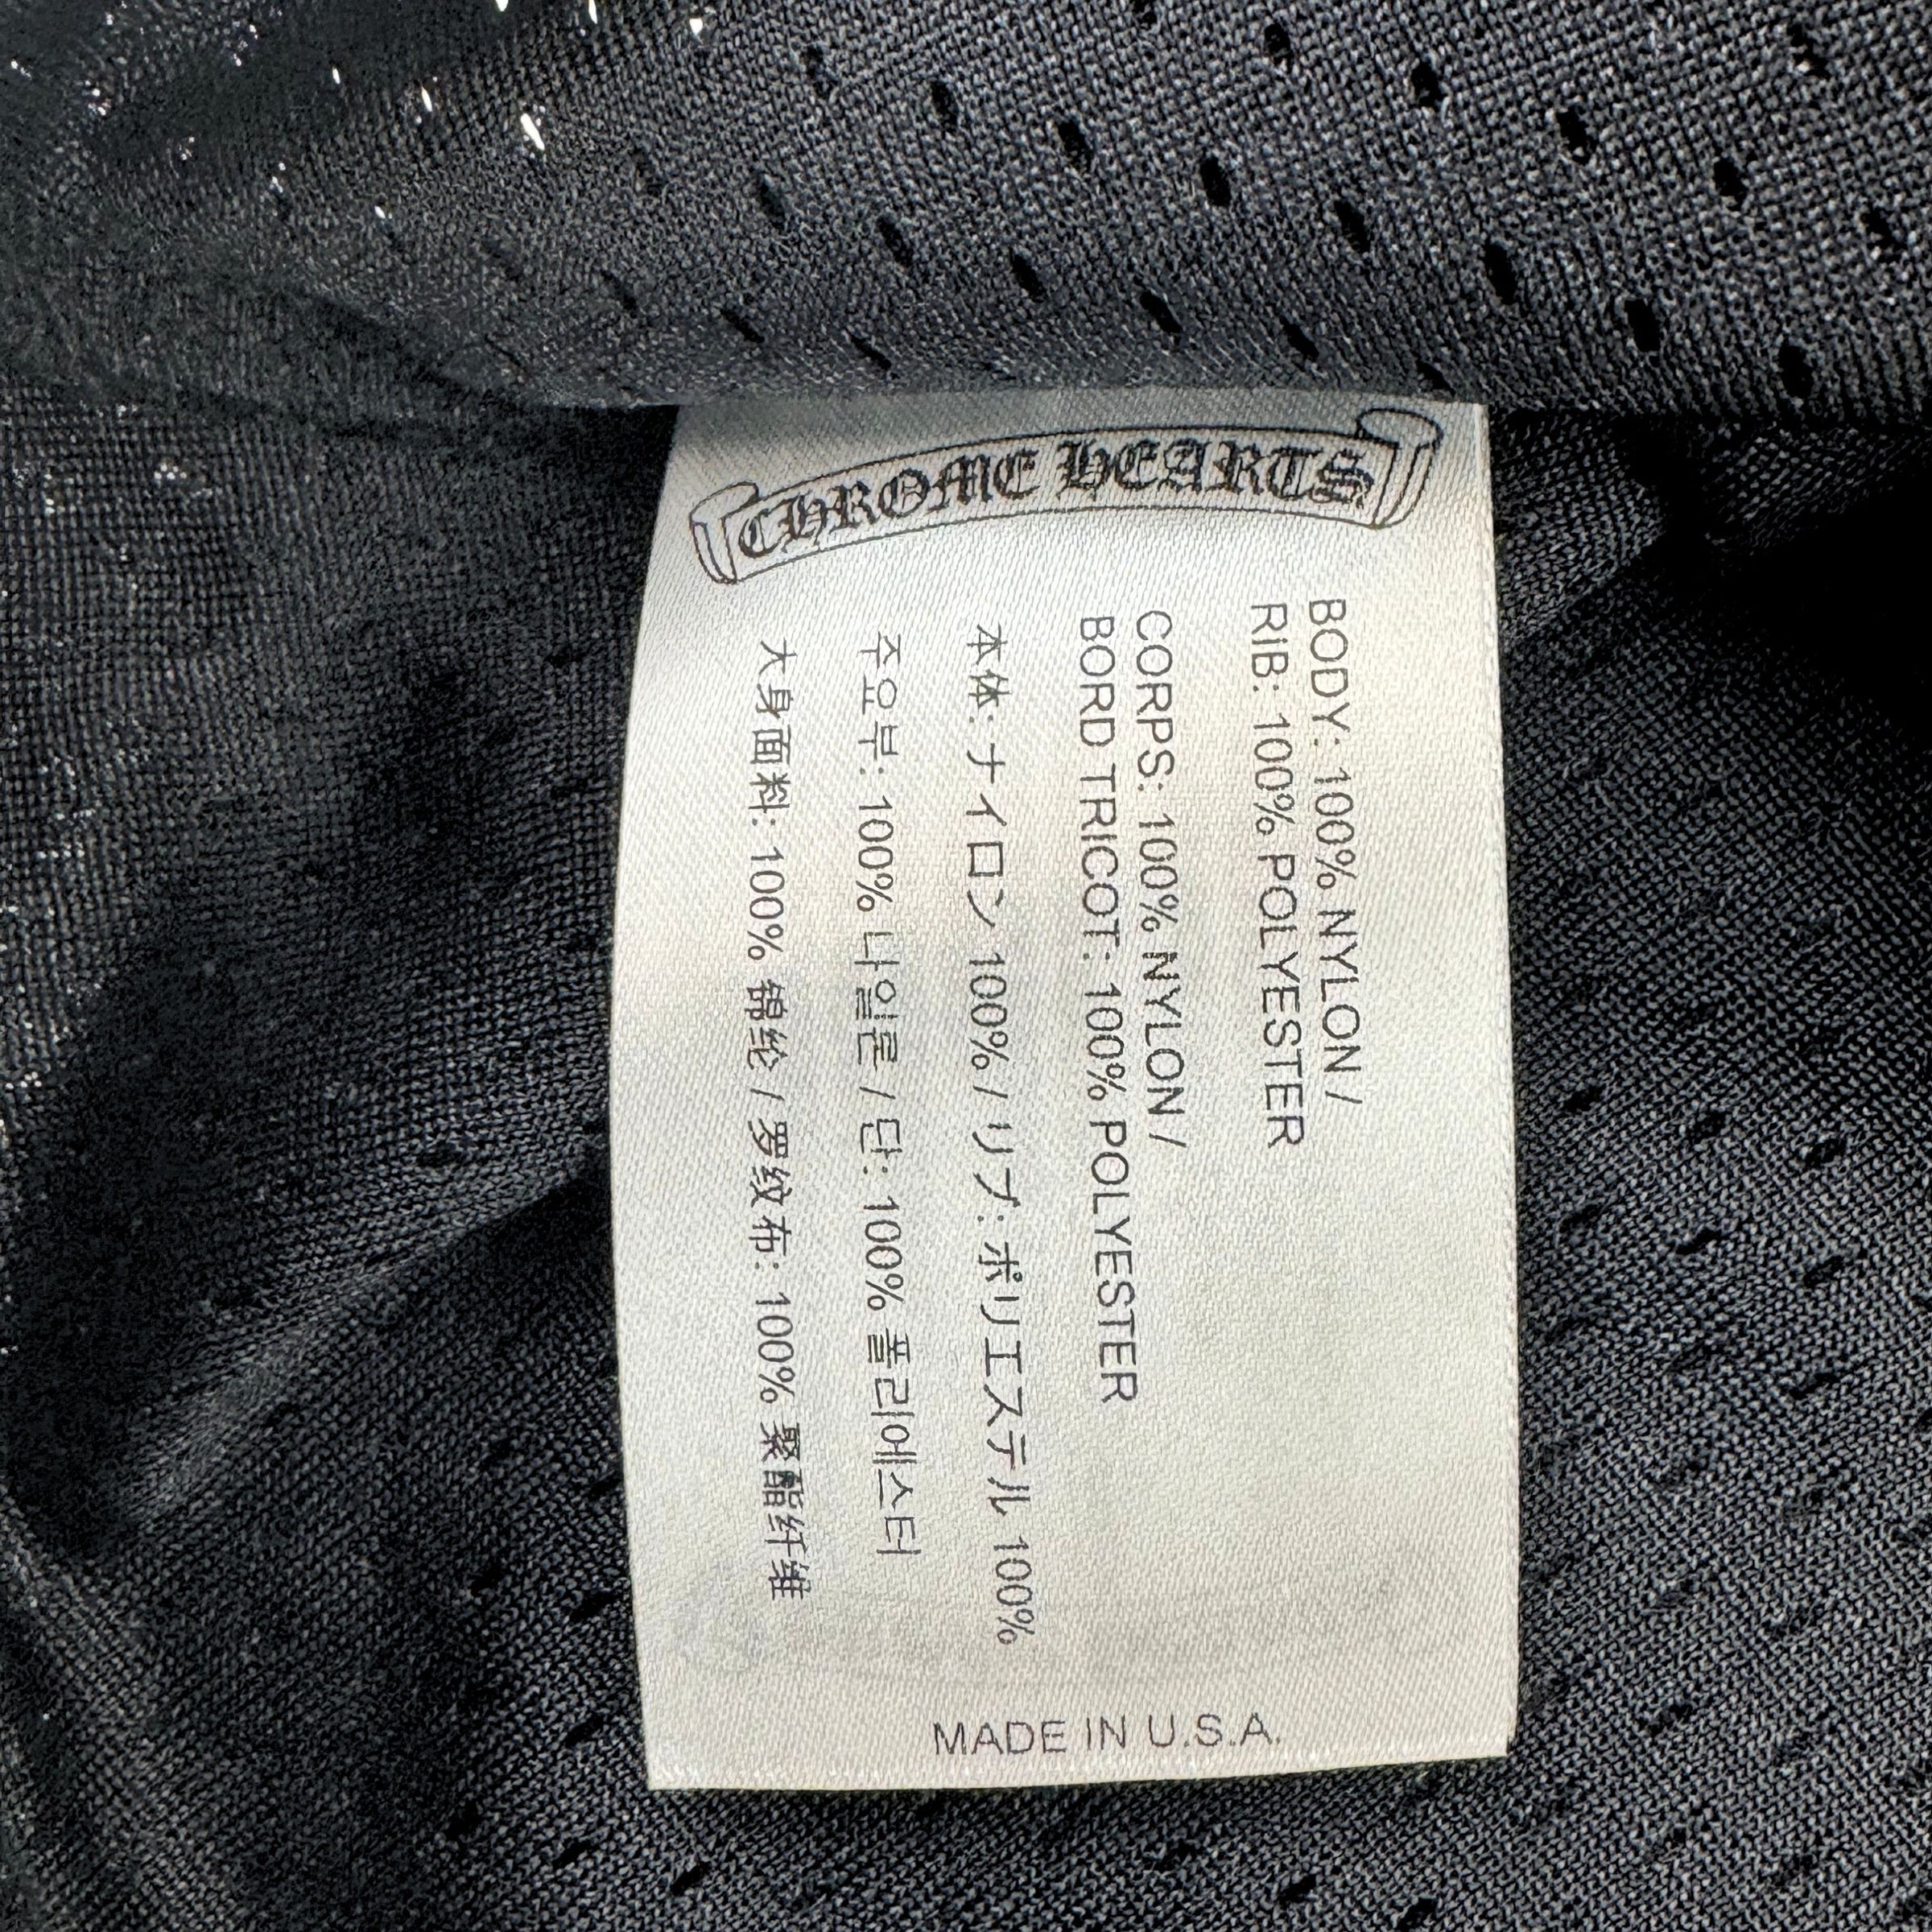 CHROME HEARTS
BODY: 100% NYLON /
RIB: 100% POLYESTER
CORPS: 100% NYLON /
BORD TRICOT: 100% POLYESTER
本体: ナイロン 100% / リブ: ポリエステル 100%
주요부: 100% 나일론 / 단: 100% 폴리에스터
大身面料: 100% 锦纶 / 罗纹布: 100% 聚酯纤维
MADE IN U.S.A.